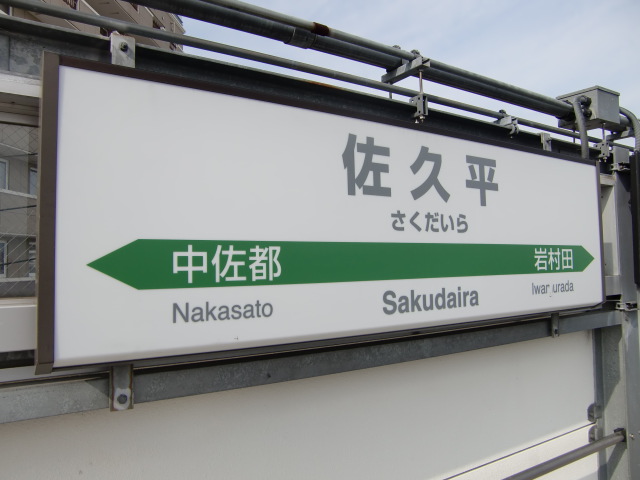 佐久平
さくだいら
中佐都
岩村田
Nakasato
Sakudaira
Iwamurada